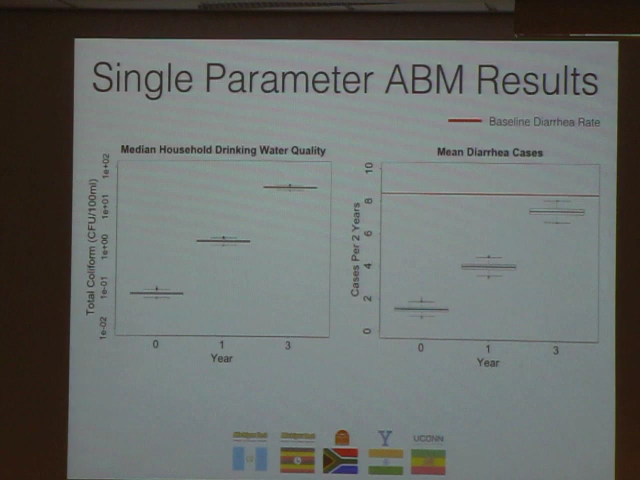 Single Parameter ABM Results
Baseline Diarrhea Rate
Median Household Drinking Water Quality
Total Coliform (CFU/100ml)
1e+02
1e+01
1e+00
1e-01
1e-02
0 1 3
Year
Mean Diarrhea Cases
Cases Per 2 Years
10
8
6
4
2
0
0 1 3
Year
Y
UCONN